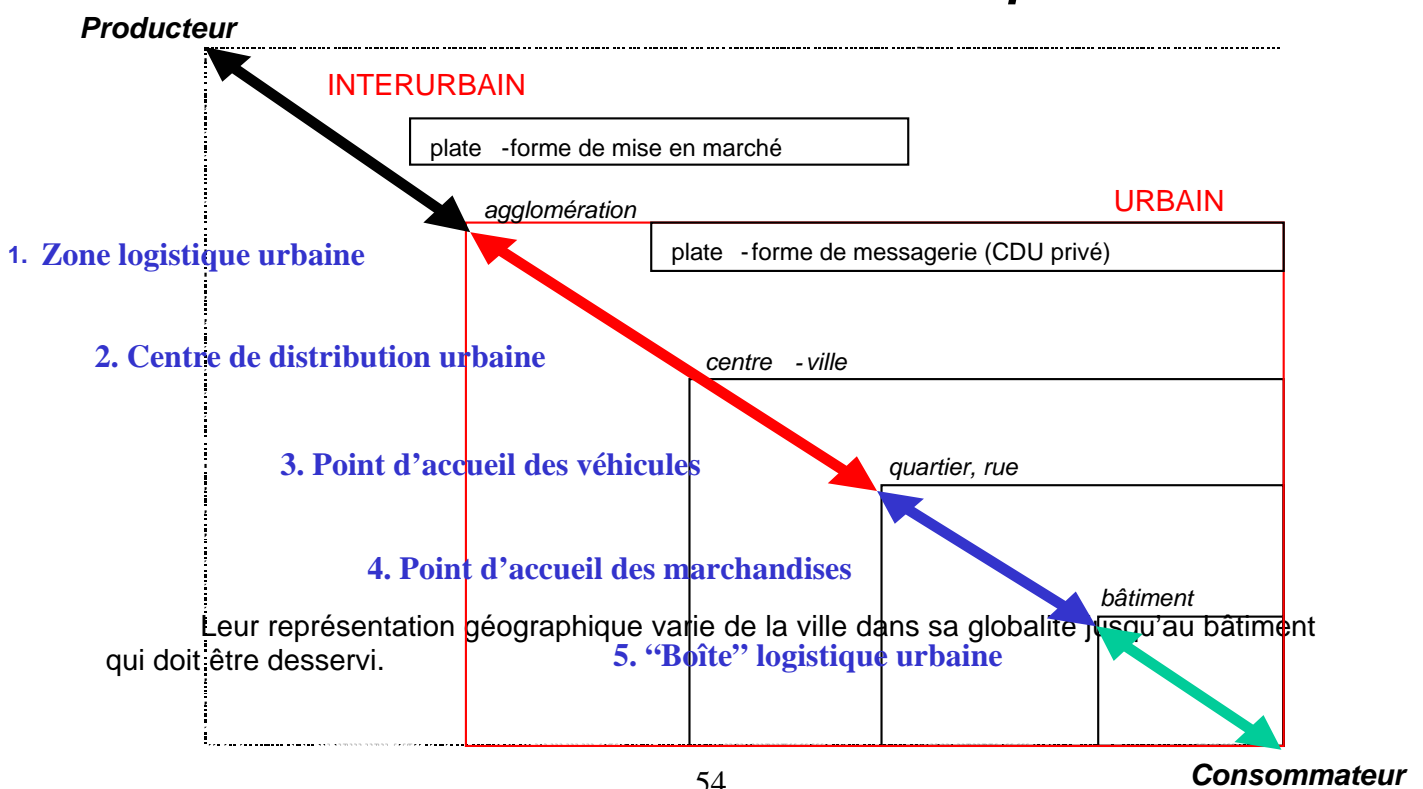 Producteur
INTERURBAIN
plate -forme de mise en marché
agglomération
URBAIN
1. Zone logistique urbaine
plate -forme de messagerie (CDU privé)
2. Centre de distribution urbaine
centre -ville
3. Point d’accueil des véhicules
quartier, rue
4. Point d’accueil des marchandises
bâtiment
Leur représentation géographique varie de la ville dans sa globalité jusqu’au bâtiment
qui doit être desservi.
5. “Boîte” logistique urbaine
54
Consommateur